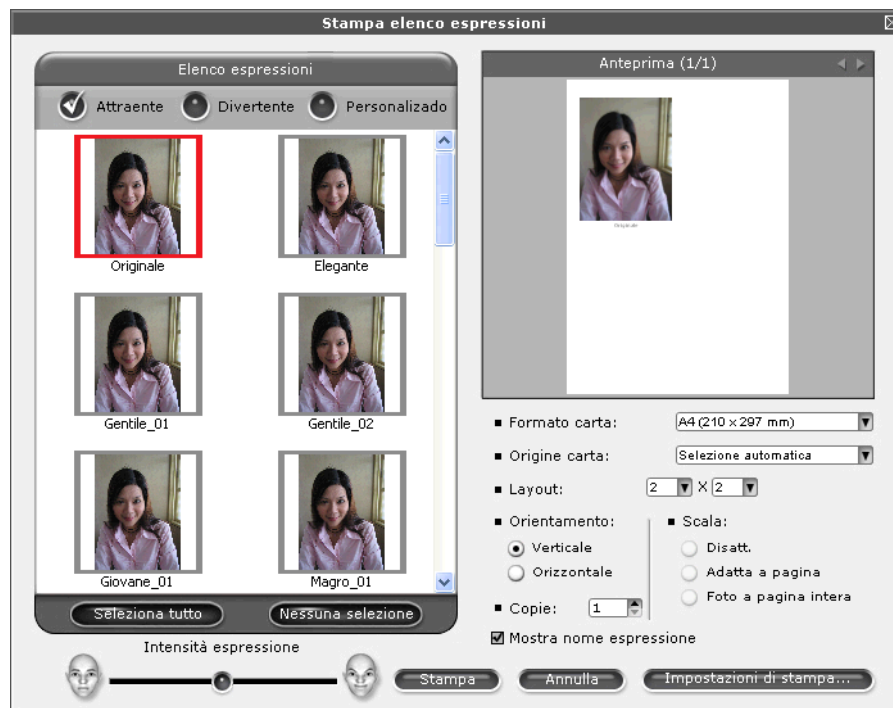 Stampa elenco espressioni
Elenco espressioni
Attraente Divertente Personalizado
Originale Elegante
Gentile_01 Gentile_02
Giovane_01 Magro_01
Seleziona tutto Nessuna selezione
Intensità espressione
Anteprima (1/1)
Originale
Formato carta: A4 (210 x 297 mm)
Origine carta: Selezione automatica
Layout: 2 X 2
Orientamento: Scala:
Verticale Disatt.
Orizzontale Adatta a pagina
Foto a pagina intera
Copie: 1
Mostra nome espressione
Stampa Annulla Impostazioni di stampa...